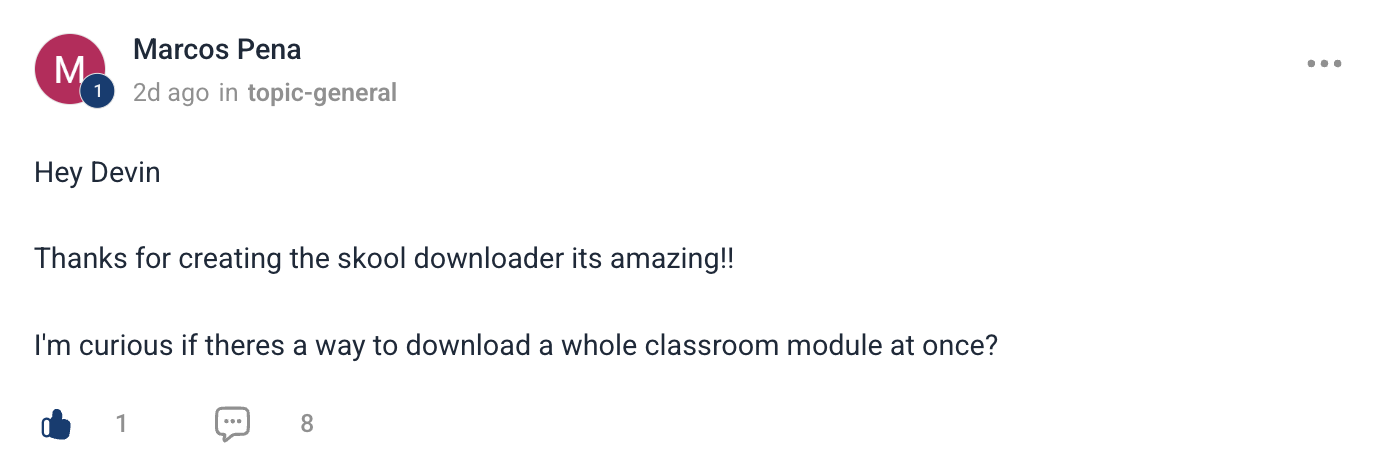 M
1
Marcos Pena
2d ago in topic-general
Hey Devin
Thanks for creating the skool downloader its amazing!!
I'm curious if theres a way to download a whole classroom module at once?
1 8